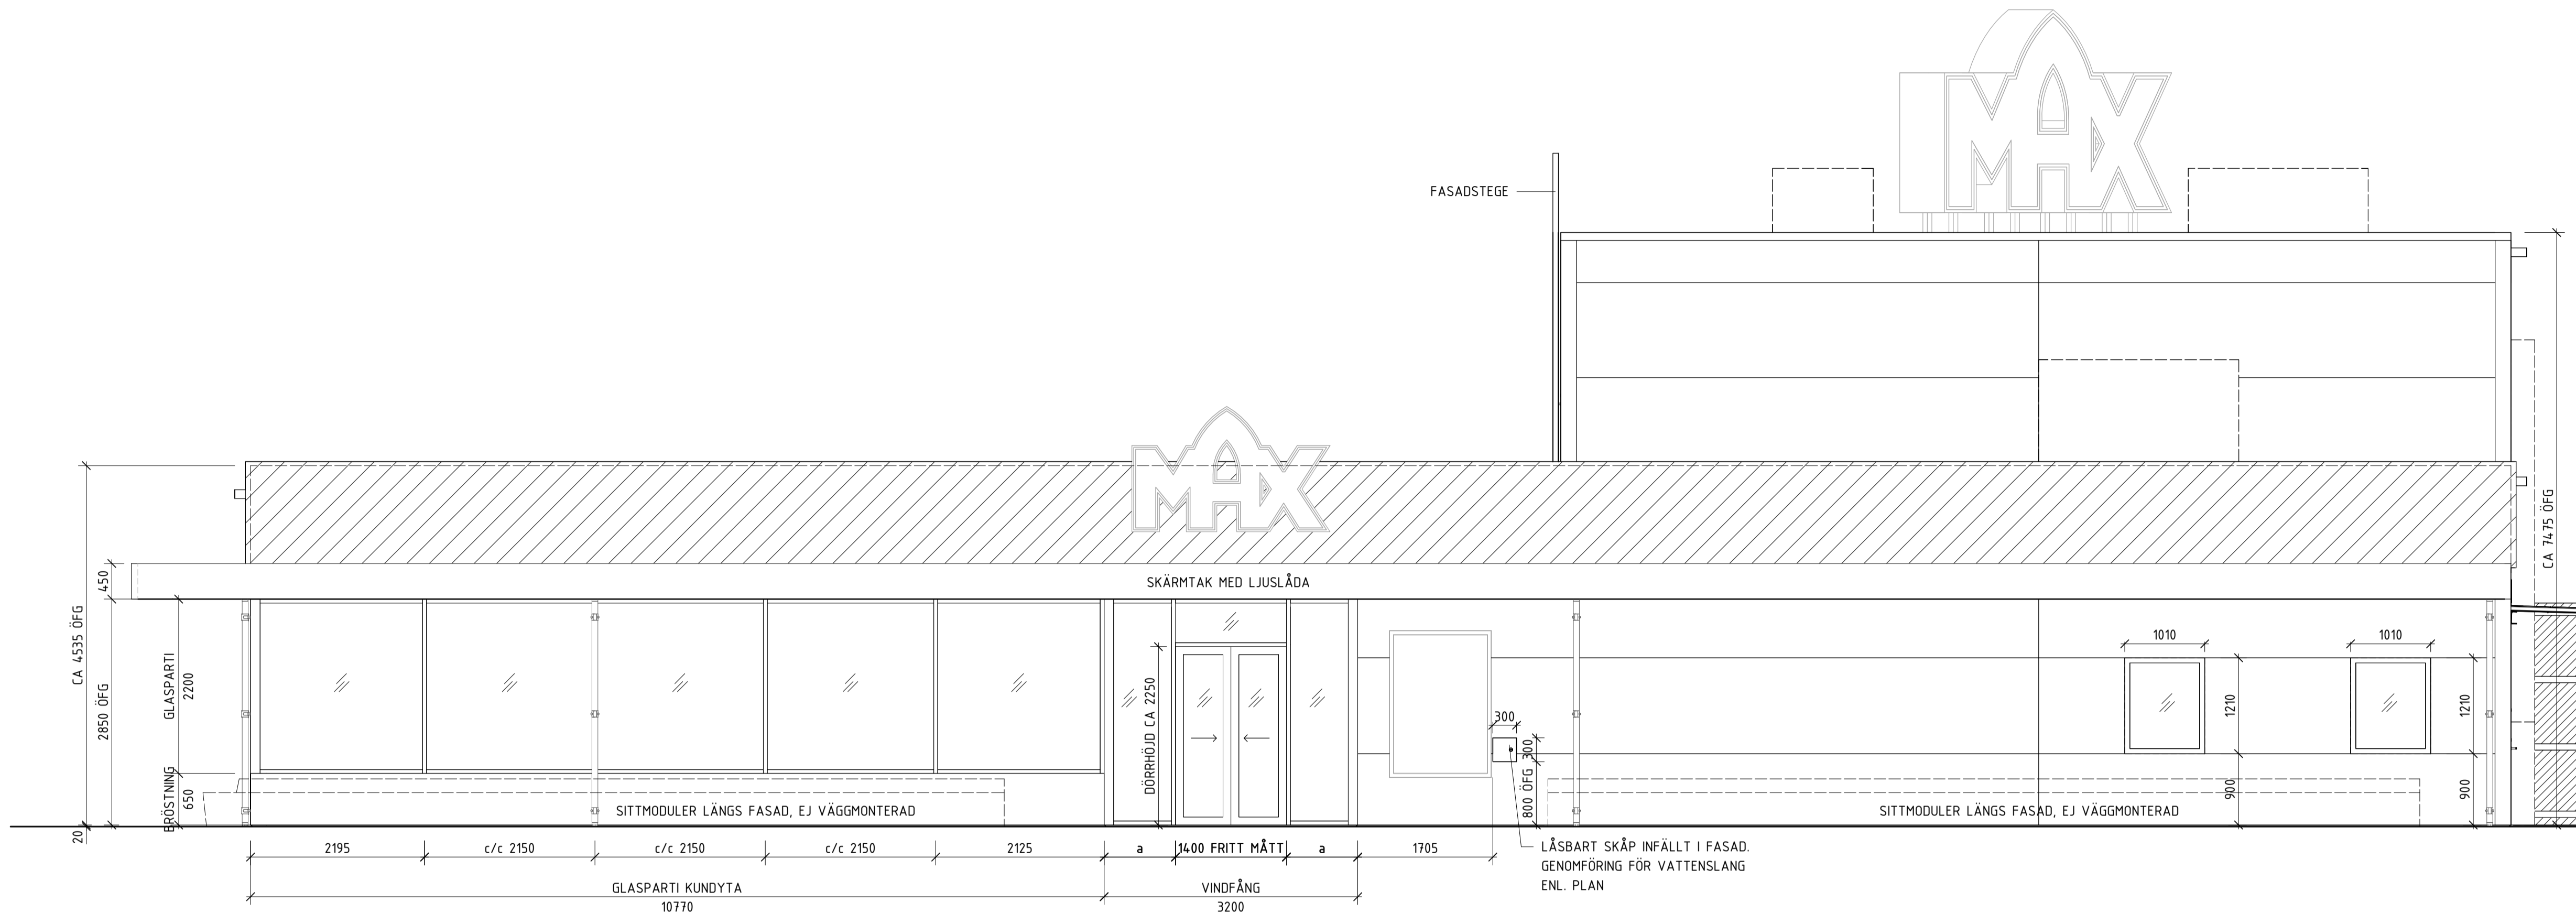 MAX
FASADSTEGE
MAX
SKÄRMTAK MED LJUSLÅDA
CA 4535 ÖFG
450
2850 ÖFG
GLASPARTI
2200
BRÖSTNING
650
20
DÖRRHÖJD CA 2250
300
300
800 ÖFG
1010
1010
1210
1210
900
900
CA 7475 ÖFG
SITTMODULER LÄNGS FASAD, EJ VÄGGMONTERAD
SITTMODULER LÄNGS FASAD, EJ VÄGGMONTERAD
2195
c/c 2150
c/c 2150
c/c 2150
2125
a
1400 FRITT MÅTT
a
1705
LÅSBART SKÅP INFÄLLT I FASAD.
GENOMFÖRING FÖR VATTENSLANG
ENL. PLAN
GLASPARTI KUNDYTA
10770
VINDFÅNG
3200